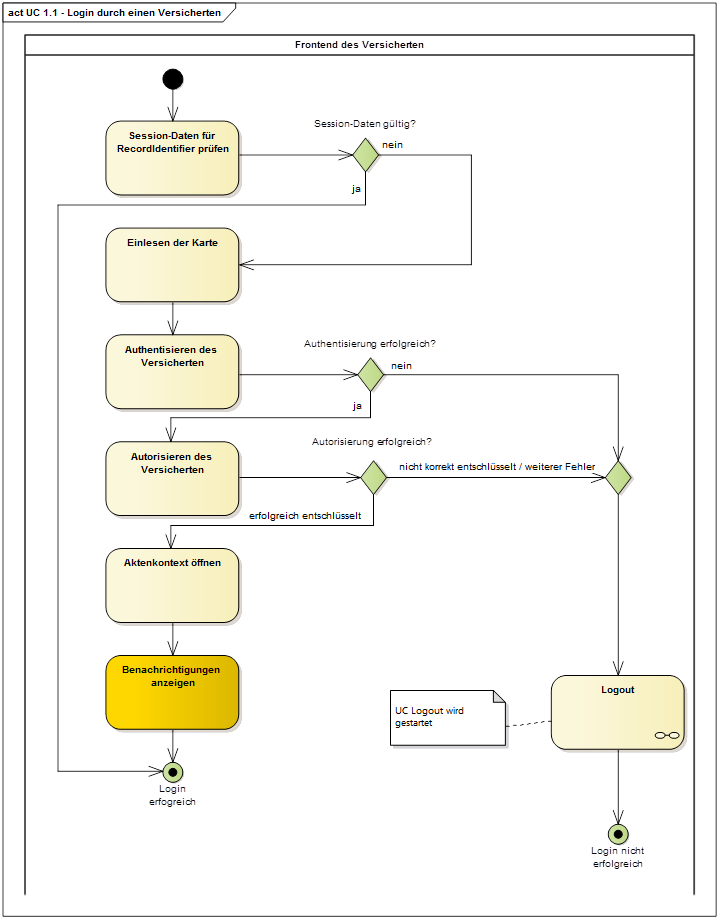 act UC 1.1 - Login durch einen Versicherten
Frontend des Versicherten
Session-Daten für
RecordIdentifier prüfen
Session-Daten gültig?
nein
ja
Einlesen der Karte
Authentisieren des
Versicherten
Authentisierung erfolgreich?
nein
ja
Autorisieren des
Versicherten
Autorisierung erfolgreich?
nicht korrekt entschlüsselt / weiterer Fehler
erfolgreich entschlüsselt
Aktenkontext öffnen
Benachrichtigungen
anzeigen
UC Logout wird
gestartet
Logout
Login
erfogreich
Login nicht
erfolgreich